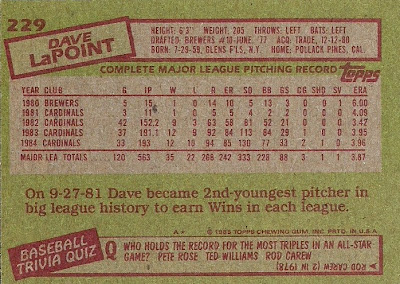 229
DAVE LaPOINT
HEIGHT: 6'3" WEIGHT: 205 THROWS: LEFT BATS: LEFT
DRAFTED: BREWERS #10-JUNE, '77 ACQ: TRADE, 12-12-80
BORN: 7-29-59, GLENS F'LS, N.Y. HOME: POLLACK PINES, CAL.
COMPLETE MAJOR LEAGUE PITCHING RECORD Topps
YEAR CLUB G IP W L R ER SO BB GS CG SHO SV ERA
1980 BREWERS 5 15 1 0 14 10 5 13 3 0 0 1 6.00
1981 CARDINALS 3 11 1 0 5 5 4 2 2 0 0 0 4.09
1982 CARDINALS 42 152.2 9 3 63 58 81 52 21 0 0 0 3.42
1983 CARDINALS 37 191.1 12 9 92 84 113 84 29 1 0 0 3.95
1984 CARDINALS 33 193 12 10 94 85 130 77 33 2 1 0 3.96
MAJOR LEA TOTALS 120 563 35 22 268 242 333 228 88 3 1 1 3.87
On 9-27-81 Dave became 2nd-youngest pitcher in
big league history to earn Wins in each league.
A* © 1985 TOPPS CHEWING GUM, INC. PRTD. IN U.S.A.
BASEBALL TRIVIA QUIZ
Q WHO HOLDS THE RECORD FOR THE MOST TRIPLES IN AN ALL-STAR
GAME? PETE ROSE TED WILLIAMS ROD CAREW
ROD CAREW (2 IN 1978)